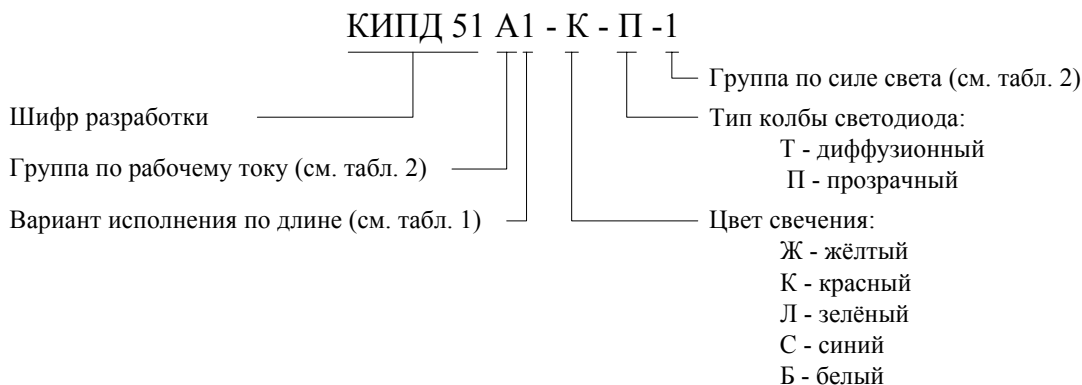 КИПД 51 А1 - К - П -1
Группа по силе света (см. табл. 2)
Шифр разработки
Тип колбы светодиода:
Т - диффузионный
Группа по рабочему току (см. табл. 2)
П - прозрачный
Вариант исполнения по длине (см. табл. 1)
Цвет свечения:
Ж - жёлтый
К - красный
Л - зелёный
С - синий
Б - белый